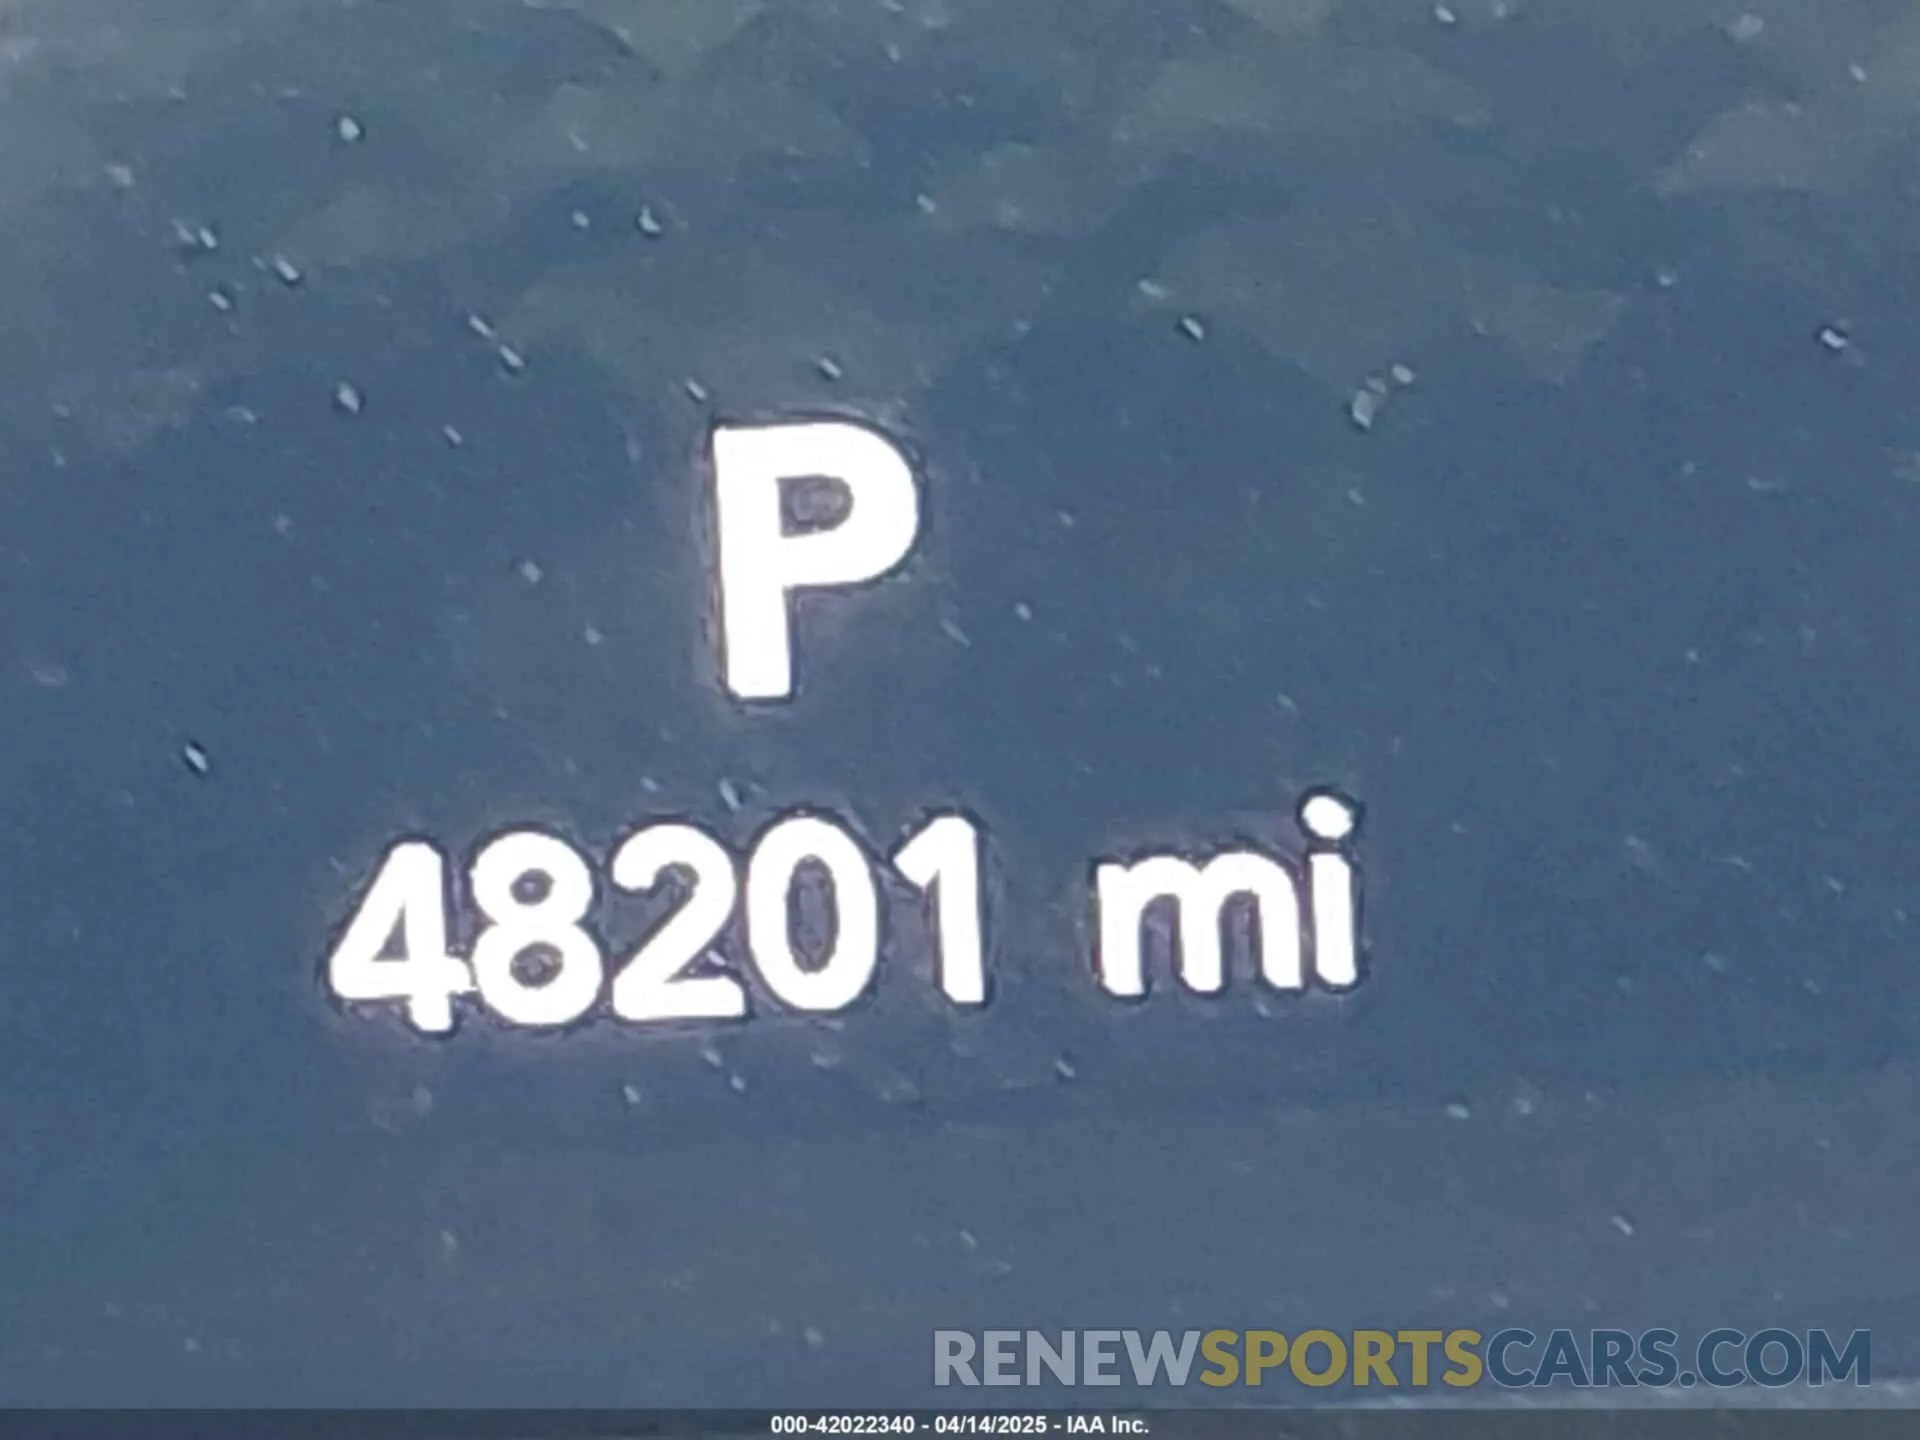 P
48201 mi
RENEWSPORTSCARS.COM
000-42022340 - 04/14/2025 - IAA Inc.